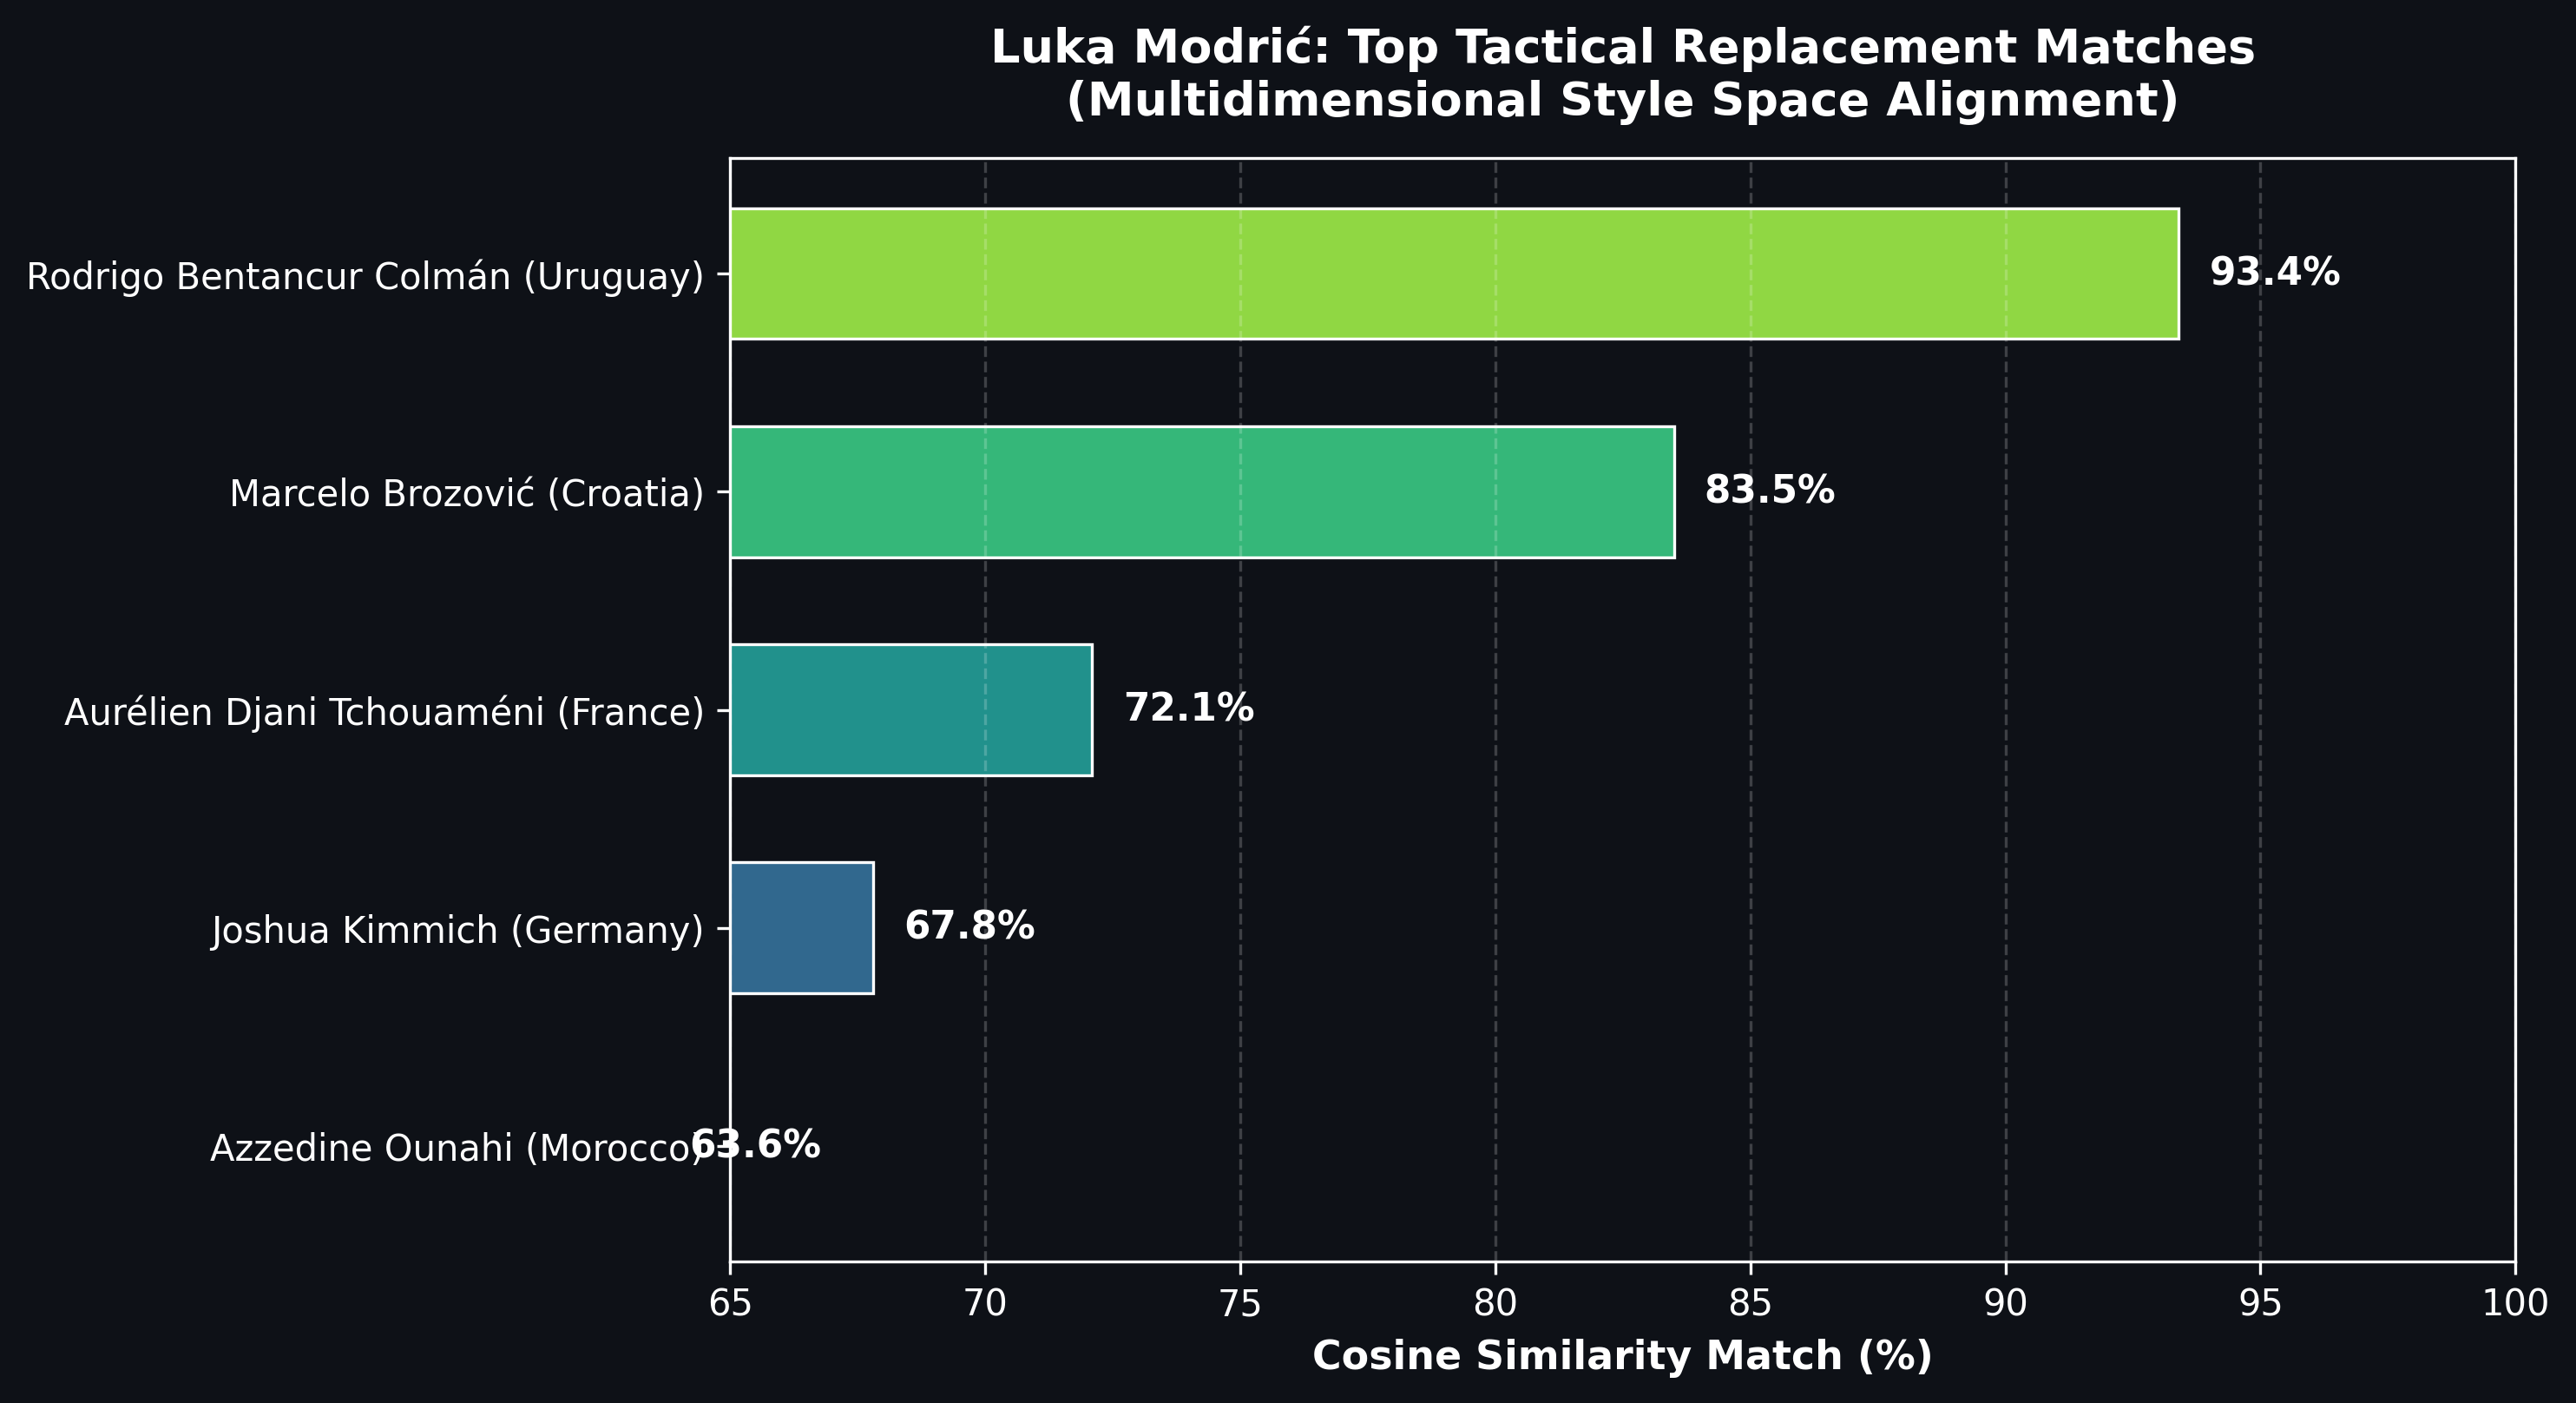 Luka Modrić: Top Tactical Replacement Matches
(Multidimensional Style Space Alignment)
Rodrigo Bentancur Colmán (Uruguay)
93.4%
Marcelo Brozović (Croatia)
83.5%
Aurélien Djani Tchouaméni (France)
72.1%
Joshua Kimmich (Germany)
67.8%
Azzedine Ounahi (Morocco)
63.6%
65 70 75 80 85 90 95 100
Cosine Similarity Match (%)